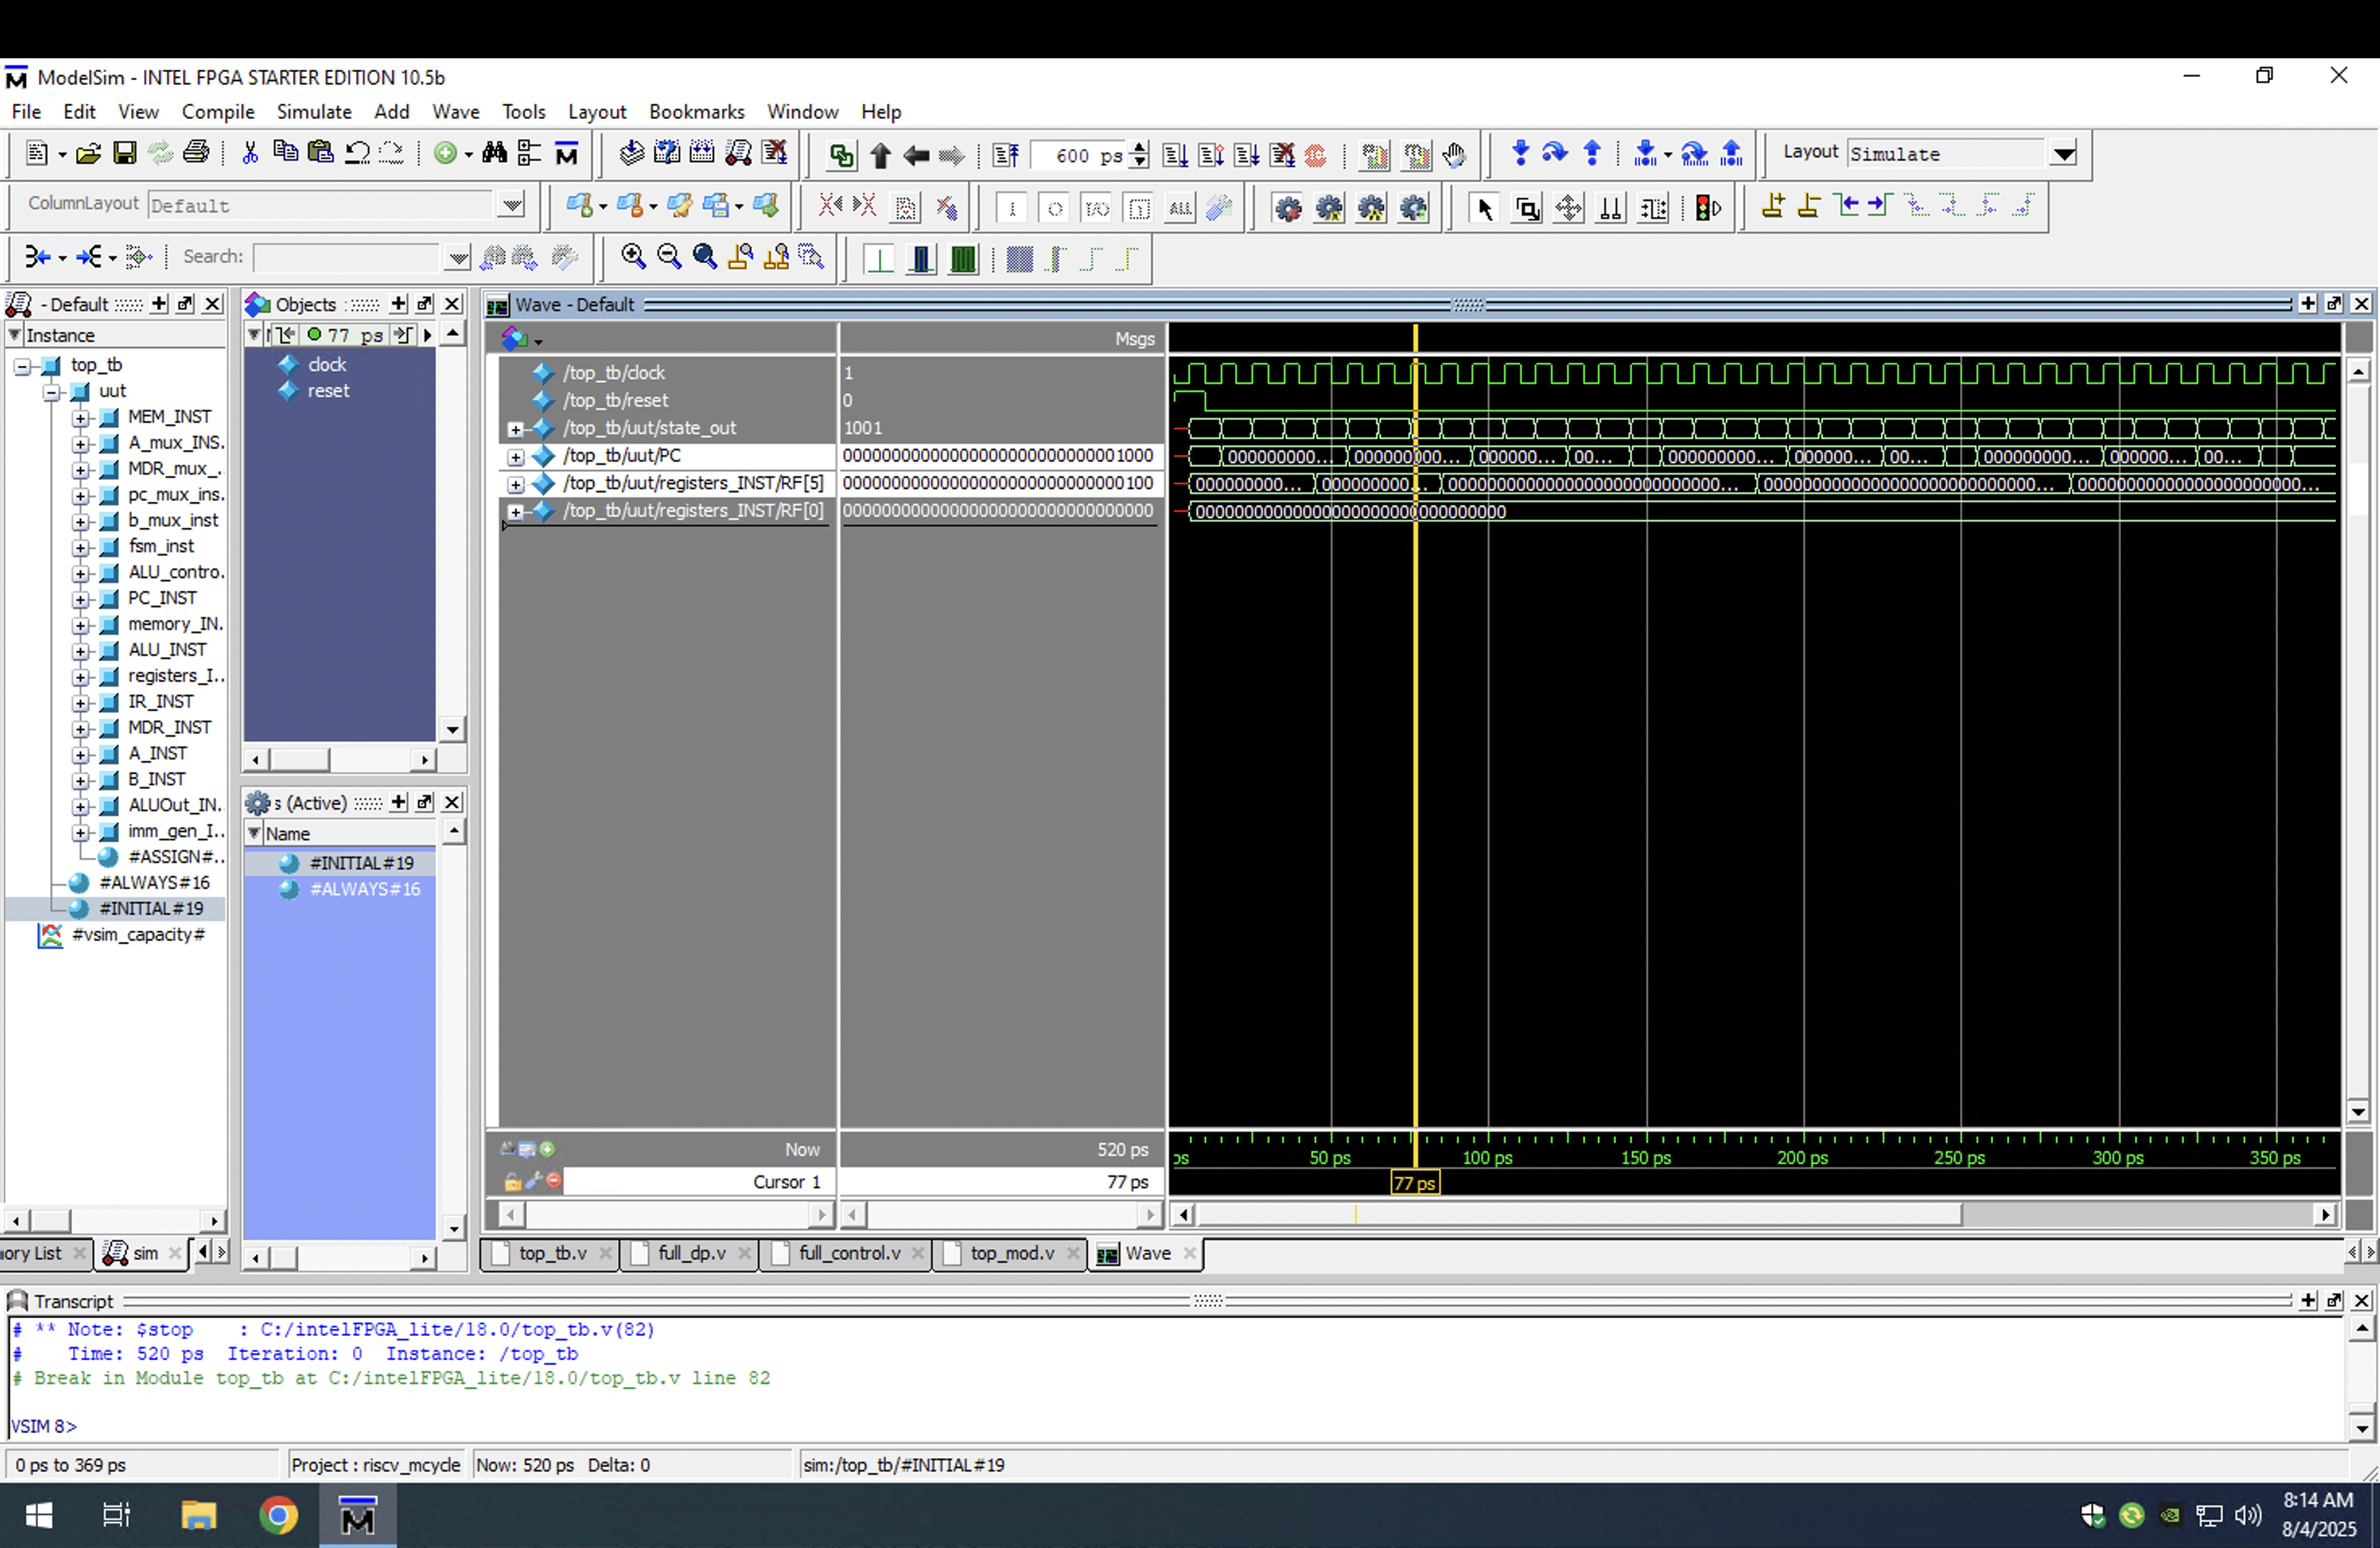 ModelSim - INTEL FPGA STARTER EDITION 10.5b
File Edit View Compile Simulate Add Wave Tools Layout Bookmarks Window Help
600 ps
Layout Simulate
ColumnLayout Default
Search:
- Default
Objects
Wave - Default
Instance
77 ps
Msgs
top_tb
uut
MEM_INST
A_mux_INS.
MDR_mux_.
pc_mux_ins.
b_mux_inst
fsm_inst
ALU_contro.
PC_INST
memory_IN.
ALU_INST
registers_I..
IR_INST
MDR_INST
A_INST
B_INST
ALUOut_IN.
imm_gen_I..
#ASSIGN#..
#ALWAYS#16
#INITIAL#19
#vsim_capacity#
clock
reset
s (Active)
Name
#INITIAL#19
#ALWAYS#16
/top_tb/clock 1
/top_tb/reset 0
/top_tb/uut/state_out 1001
/top_tb/uut/PC 00000000000000000000000000001000 000000000... 000000000... 000000... 00... 000000000... 000000... 00... 000000000... 000000... 00...
/top_tb/uut/registers_INST/RF[5] 00000000000000000000000000000100
/top_tb/uut/registers_INST/RF[0] 00000000000000000000000000000000 00000000000000000000000000000000
Now 520 ps
50 ps 100 ps 150 ps 200 ps 250 ps 300 ps 350 ps
Cursor 1 77 ps
77 ps
ory List sim
top_tb.v full_dp.v full_control.v top_mod.v Wave
Transcript
# ** Note: $stop : C:/intelFPGA_lite/18.0/top_tb.v(82)
# Time: 520 ps Iteration: 0 Instance: /top_tb
# Break in Module top_tb at C:/intelFPGA_lite/18.0/top_tb.v line 82
VSIM 8>
0 ps to 369 ps Project : riscv_mcycle Now: 520 ps Delta: 0 sim:/top_tb/#INITIAL#19
8:14 AM
8/4/2025